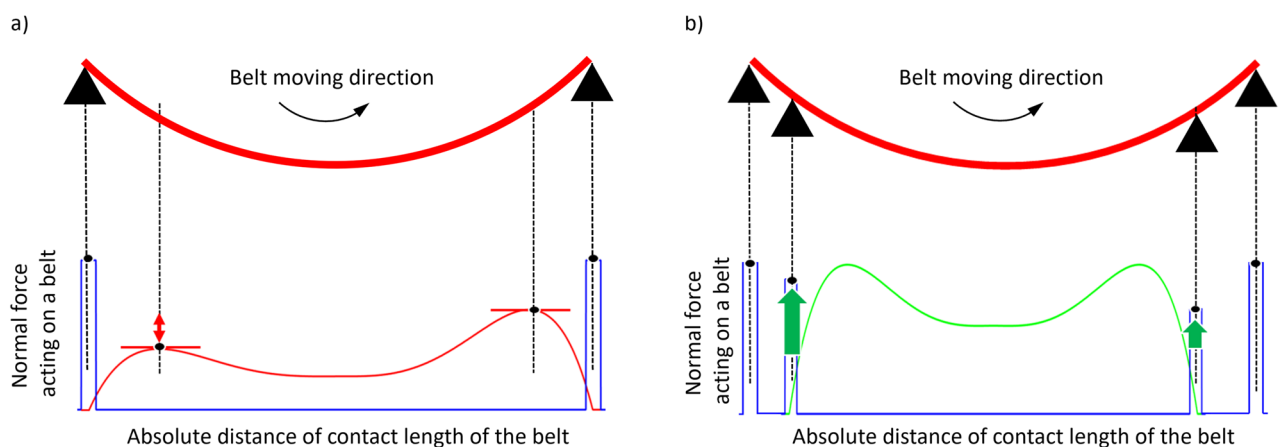 a)
Belt moving direction
Normal force
acting on a belt
Absolute distance of contact length of the belt
b)
Belt moving direction
Normal force
acting on a belt
Absolute distance of contact length of the belt